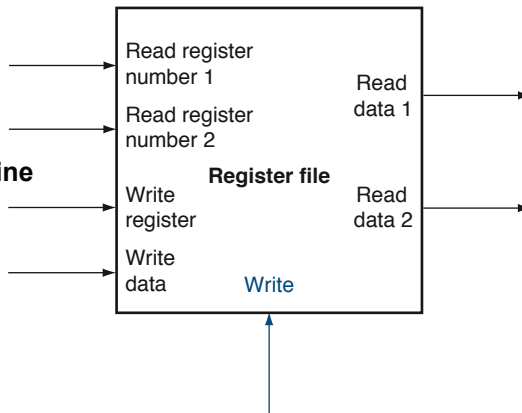 Read register
number 1
Read register
number 2
ine
Register file
Write
register
Write
data
Write
Read
data 1
Read
data 2